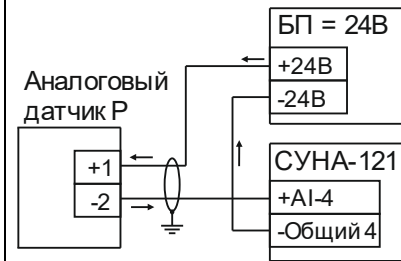 БП = 24В
+24В
-24В
Аналоговый
датчик Р
+1
-2
СУНА-121
+AI-4
-Общий 4